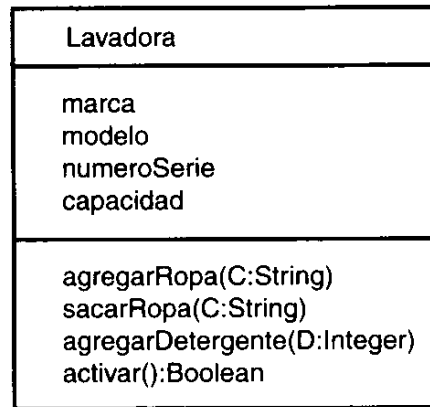 Lavadora
marca
modelo
numeroSerie
capacidad
agregarRopa(C:String)
sacarRopa(C:String)
agregarDetergente(D:Integer)
activar():Boolean